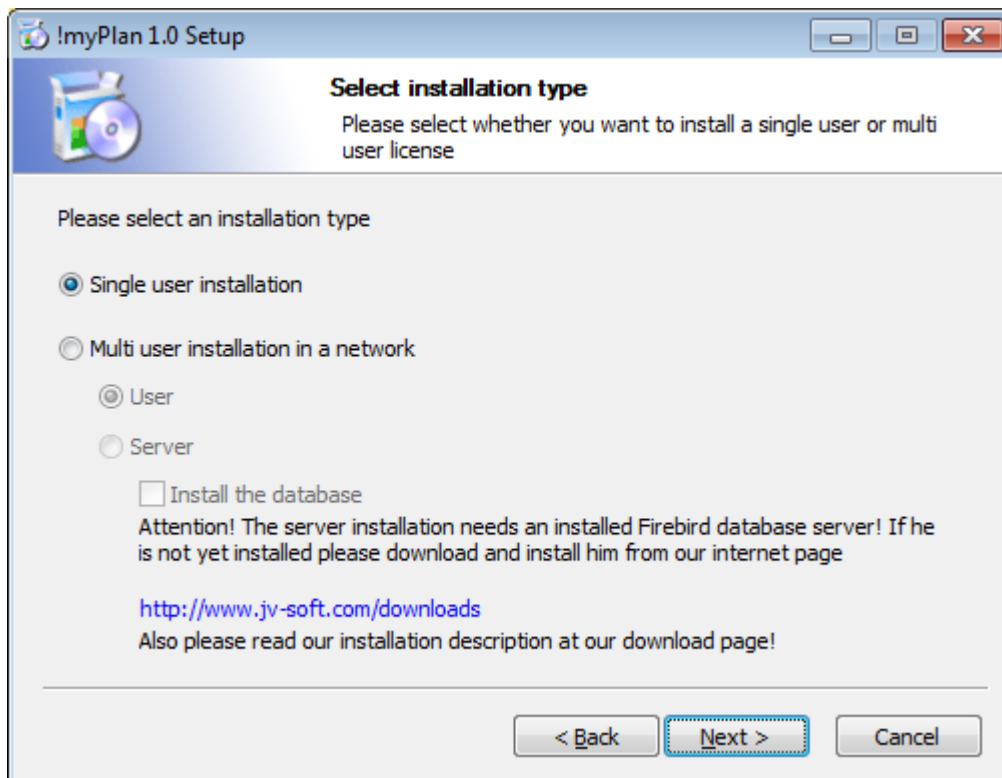 !myPlan 1.0 Setup
Select installation type
Please select whether you want to install a single user or multi
user license
Please select an installation type
Single user installation
Multi user installation in a network
User
Server
Install the database
Attention! The server installation needs an installed Firebird database server! If he
is not yet installed please download and install him from our internet page
http://www.jv-soft.com/downloads
Also please read our installation description at our download page!
< Back
Next >
Cancel